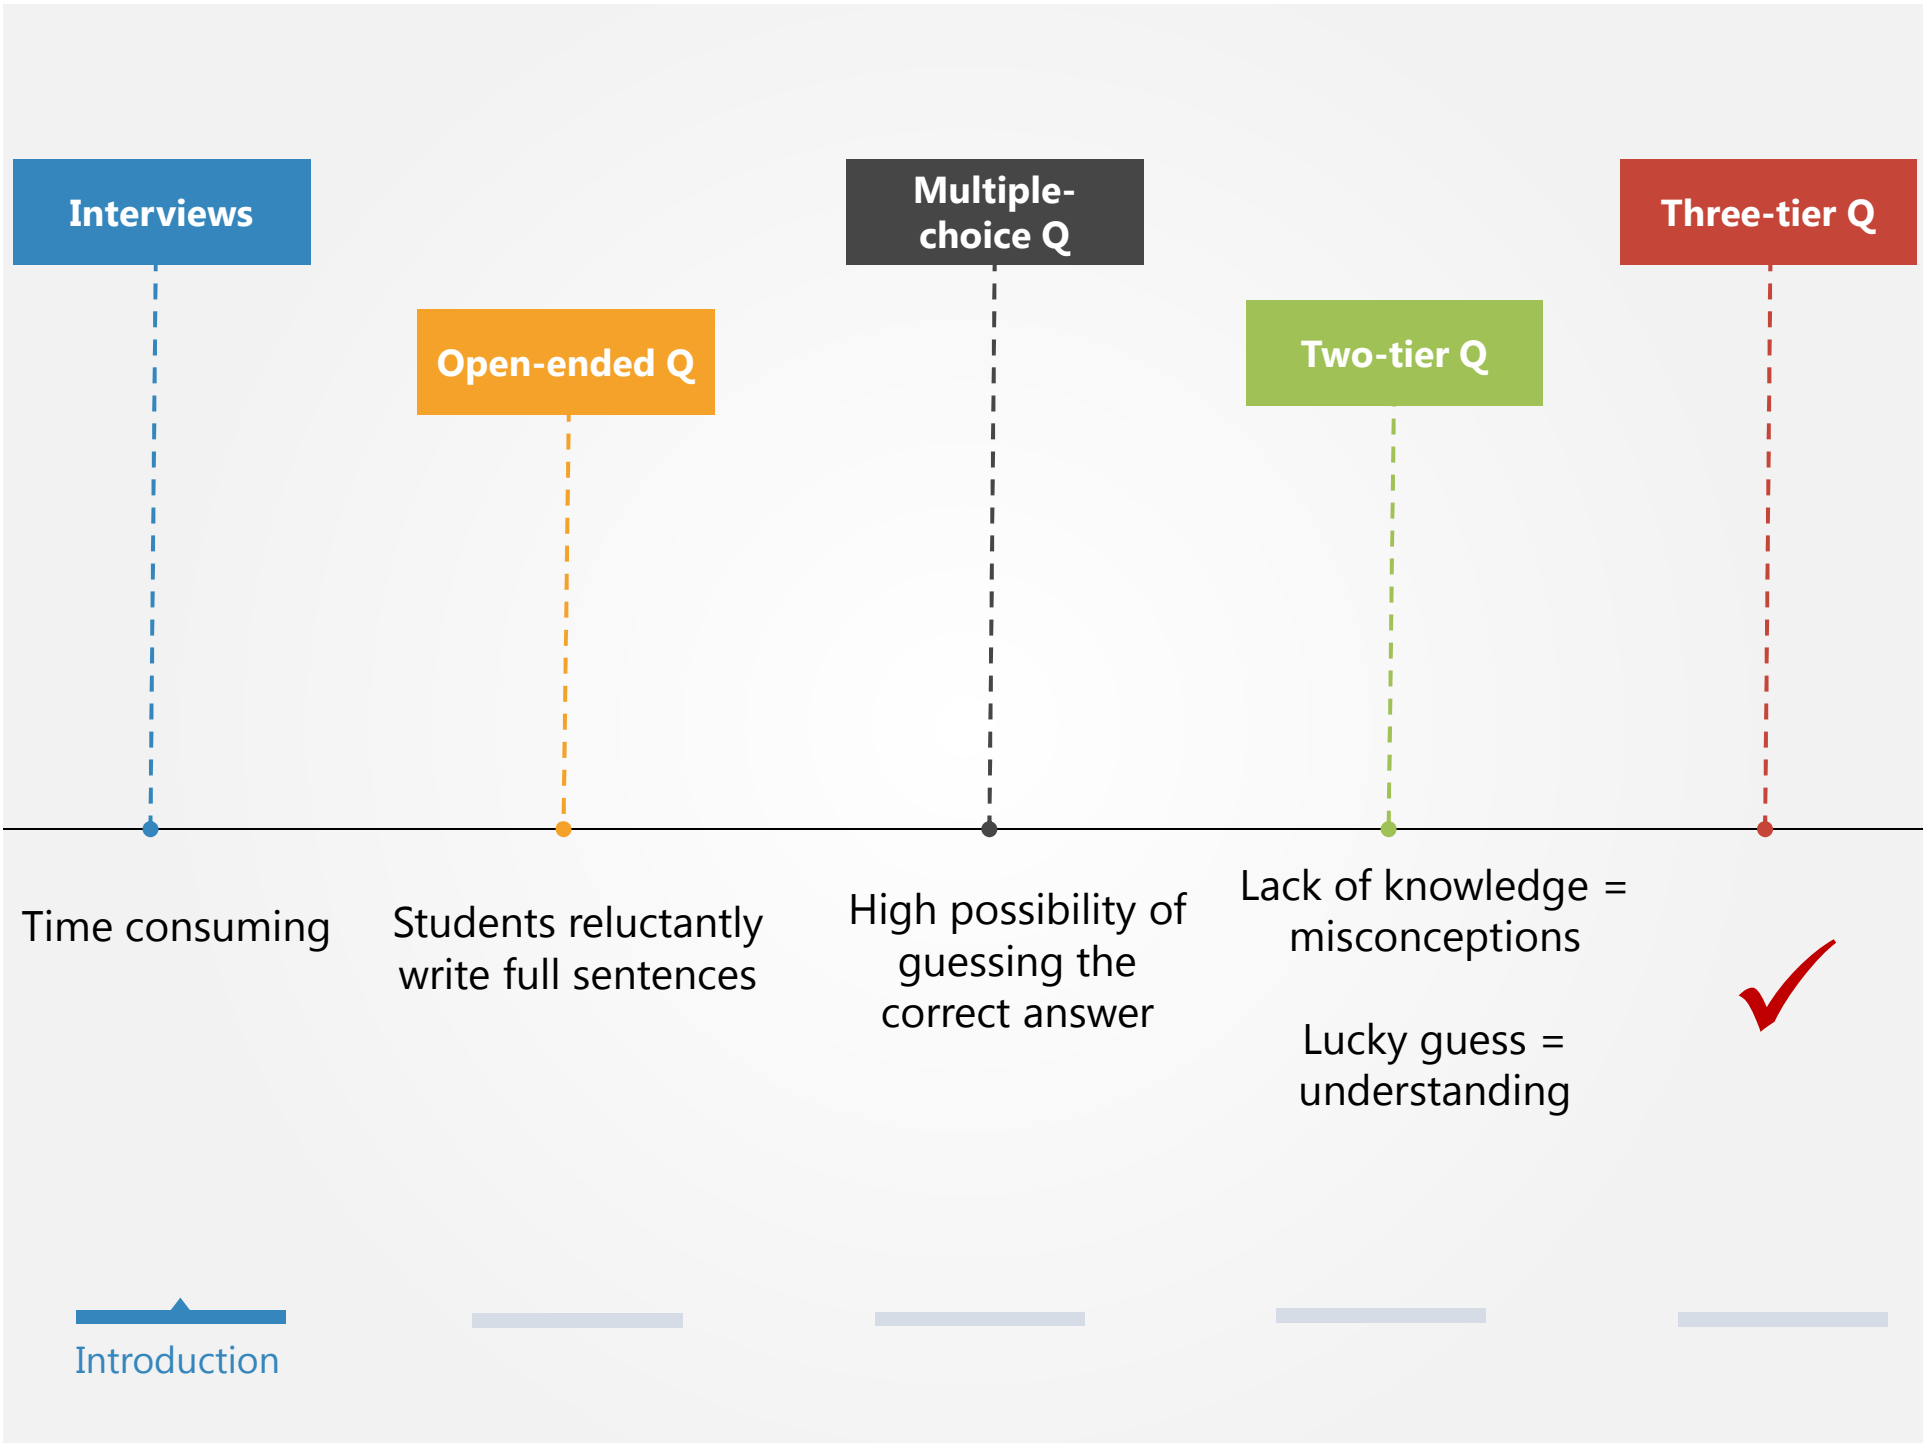 Interviews
Open-ended Q
Multiple-
choice Q
Two-tier Q
Three-tier Q
Time consuming
Students reluctantly
write full sentences
High possibility of
guessing the
correct answer
Lack of knowledge =
misconceptions
Lucky guess =
understanding
Introduction